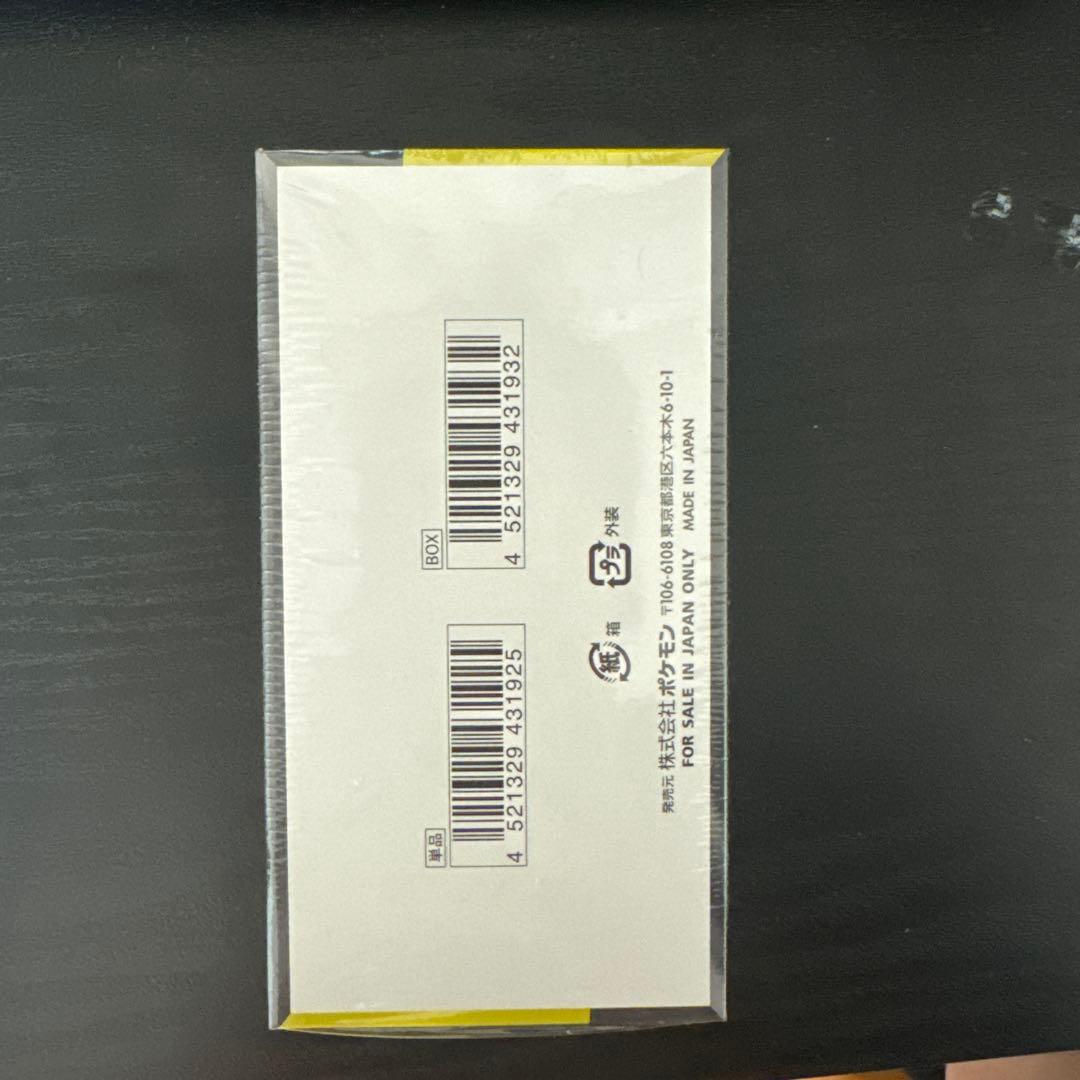 単品
4 521329 431925
BOX
4 521329 431932
紙 箱
プラ 外装
発売元 株式会社ポケモン 〒106-6108 東京都港区六本木6-10-1
FOR SALE IN JAPAN ONLY MADE IN JAPAN